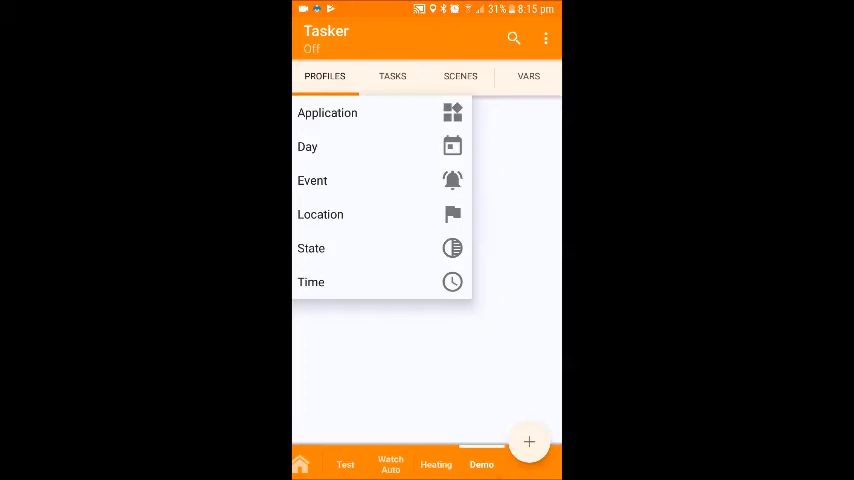 31% 8:15 pm
Tasker
Off
PROFILES TASKS SCENES VARS
Application
Day
Event
Location
State
Time
Test Watch Heating Demo
Auto